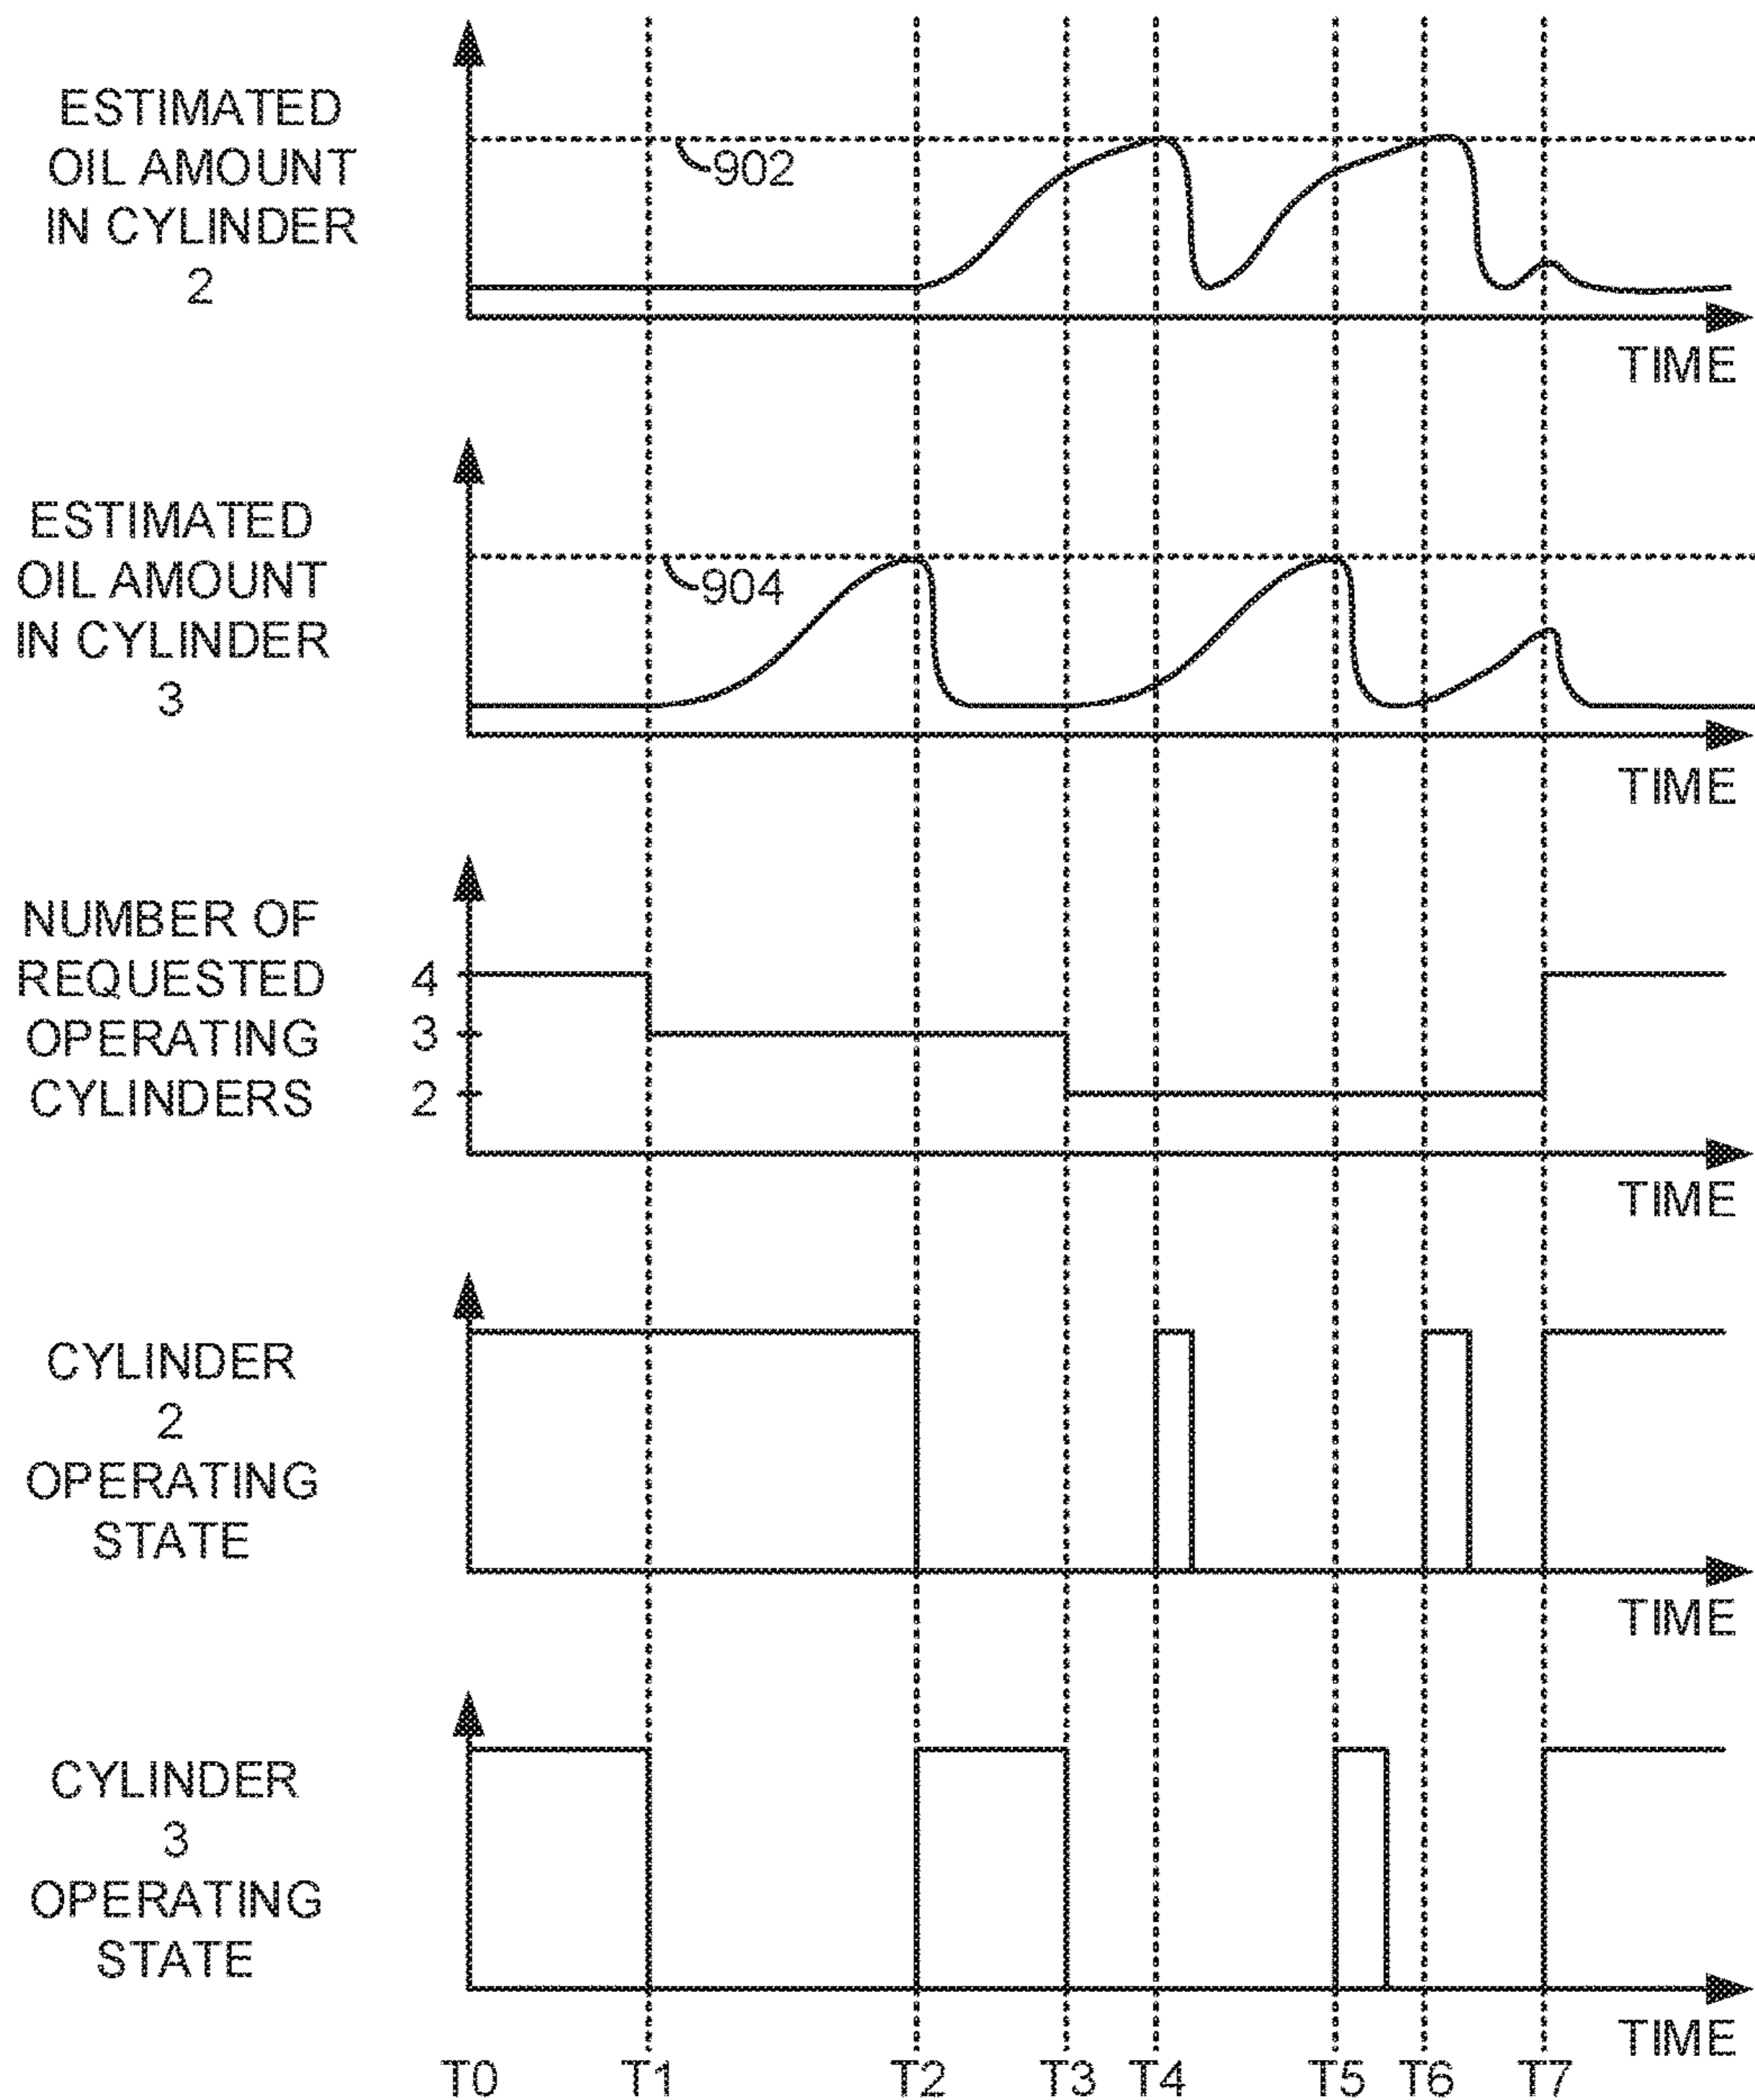 ESTIMATED
OIL AMOUNT
IN CYLINDER
2
902
TIME
ESTIMATED
OIL AMOUNT
IN CYLINDER
3
904
TIME
NUMBER OF
REQUESTED
OPERATING
CYLINDERS
4
3
2
TIME
CYLINDER
2
OPERATING
STATE
TIME
CYLINDER
3
OPERATING
STATE
TIME
T0 T1 T2 T3 T4 T5 T6 T7